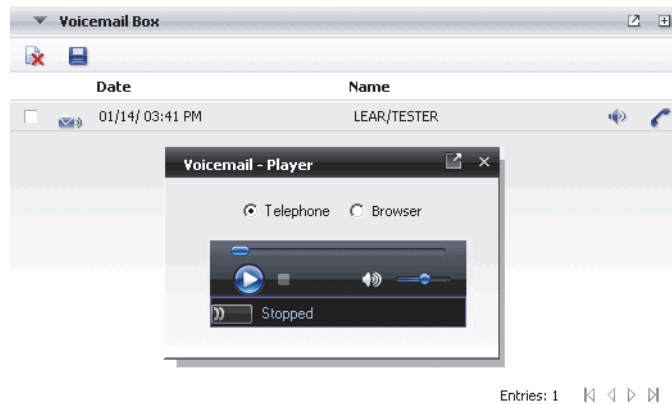 Voicemail Box
Date Name
01/14/ 03:41 PM LEAR/TESTER
Voicemail - Player
Telephone Browser
Stopped
Entries: 1